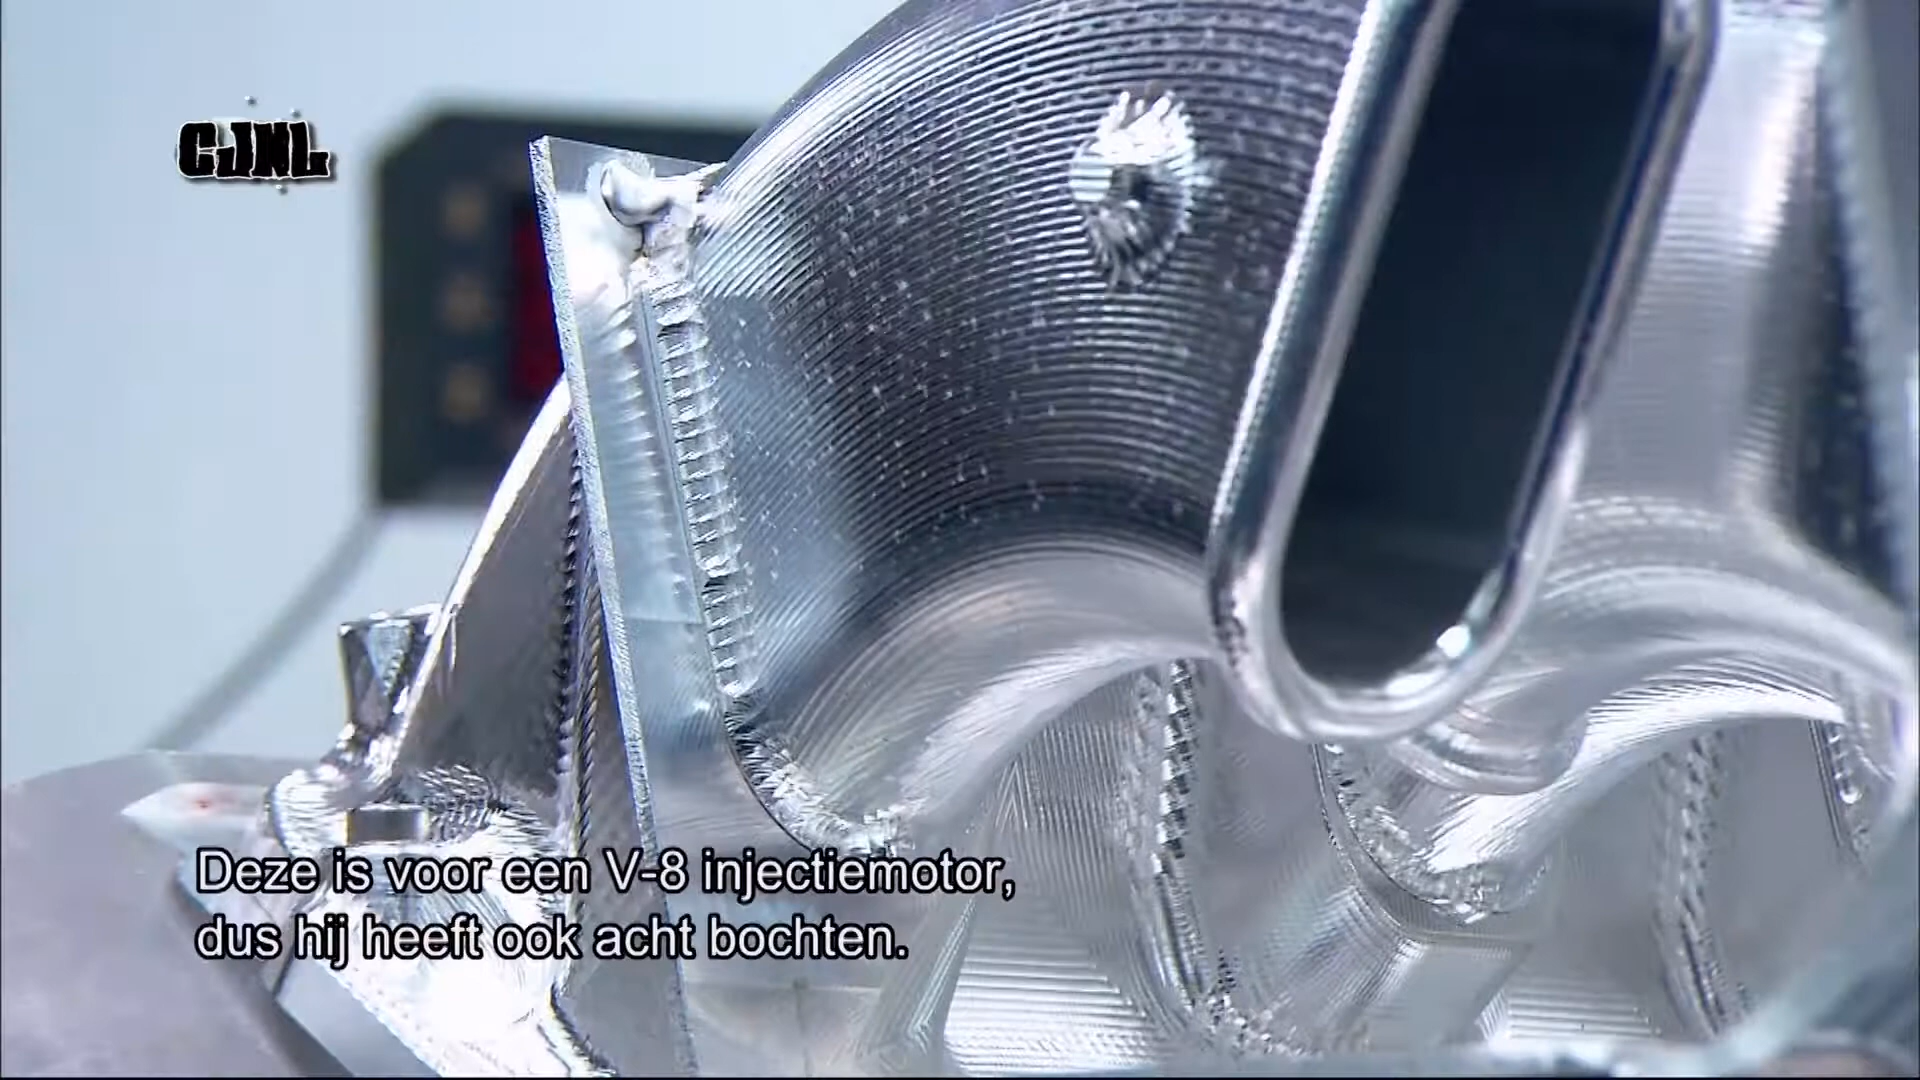 CJNL
Deze is voor een V-8 injectiemotor,
dus hij heeft ook acht bochten.